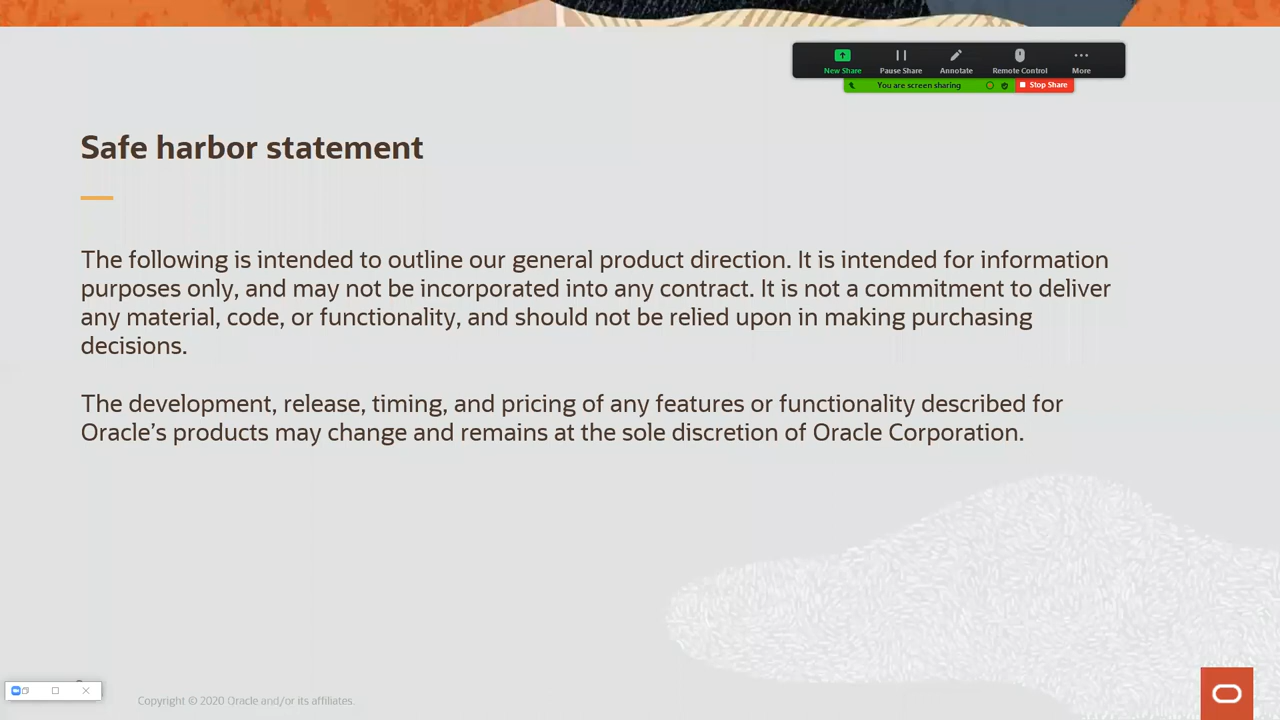 New Share
Pause Share
Annotate
Remote Control
More
You are screen sharing
Stop Share
Safe harbor statement
The following is intended to outline our general product direction. It is intended for information
purposes only, and may not be incorporated into any contract. It is not a commitment to deliver
any material, code, or functionality, and should not be relied upon in making purchasing
decisions.
The development, release, timing, and pricing of any features or functionality described for
Oracle’s products may change and remains at the sole discretion of Oracle Corporation.
Copyright © 2020 Oracle and/or its affiliates.